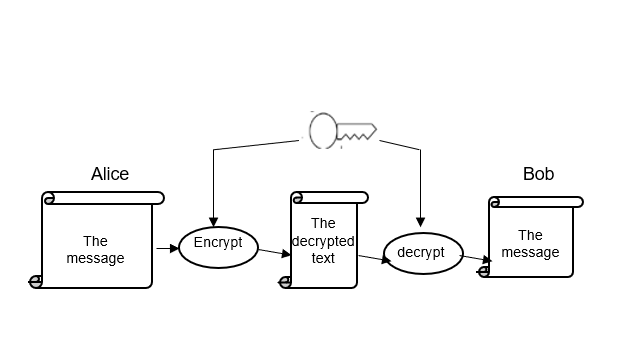 Alice
Bob
The
message
Encrypt
The
decrypted
text
decrypt
The
message